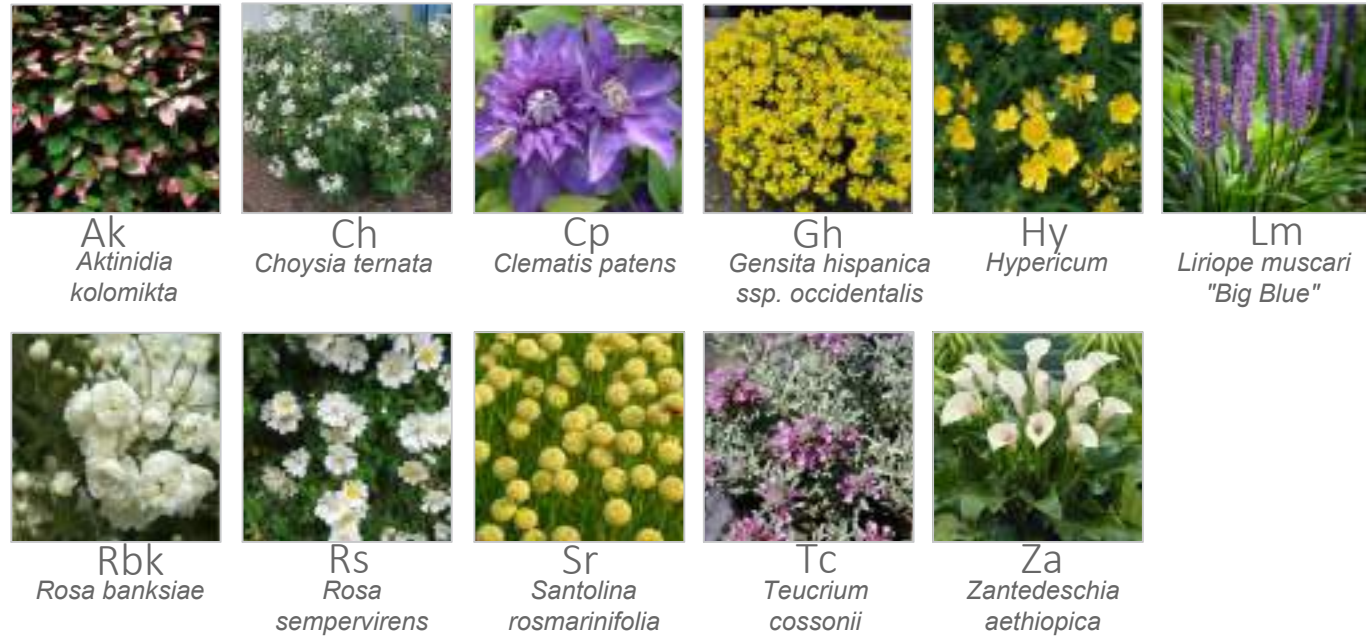 Ak
Aktinidia
kolomikta
Ch
Choysia ternata
Cp
Clematis patens
Gh
Gensita hispanica
ssp. occidentalis
Hy
Hypericum
Lm
Liriope muscari
"Big Blue"
Rbk
Rosa banksiae
Rs
Rosa
sempervirens
Sr
Santolina
rosmarinifolia
Tc
Teucrium
cossonii
Za
Zantedeschia
aethiopica